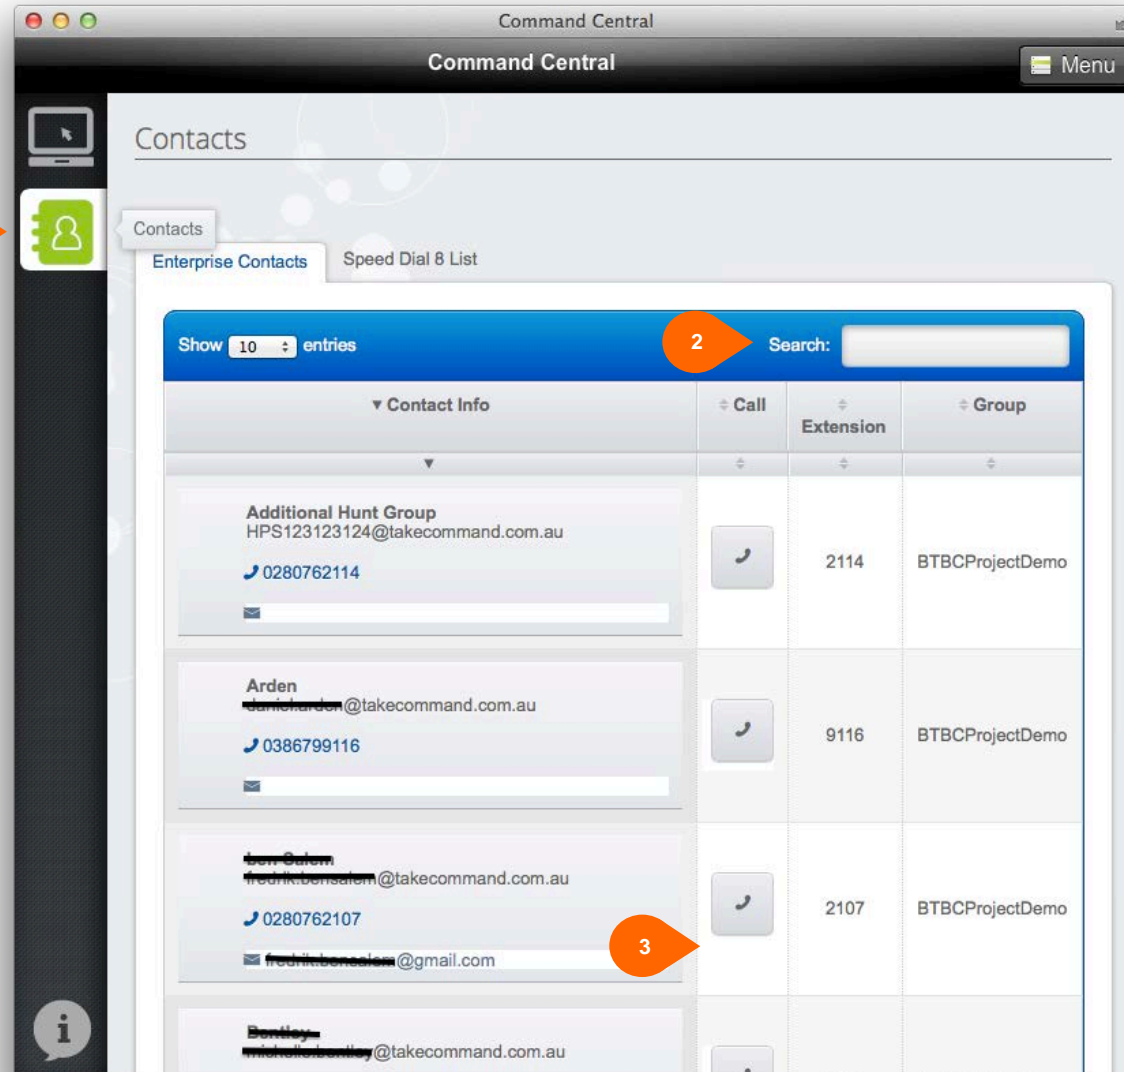 Command Central
Command Central
Menu
Contacts
Contacts
Enterprise Contacts
Speed Dial 8 List
Show 10 entries
2
Search:
Contact Info
Call
Extension
Group
Additional Hunt Group
HPS123123124@takecommand.com.au
0280762114
2114
BTBCProjectDemo
Arden
@takecommand.com.au
0386799116
9116
BTBCProjectDemo
@takecommand.com.au
0280762107
2107
BTBCProjectDemo
@gmail.com
3
@takecommand.com.au
i